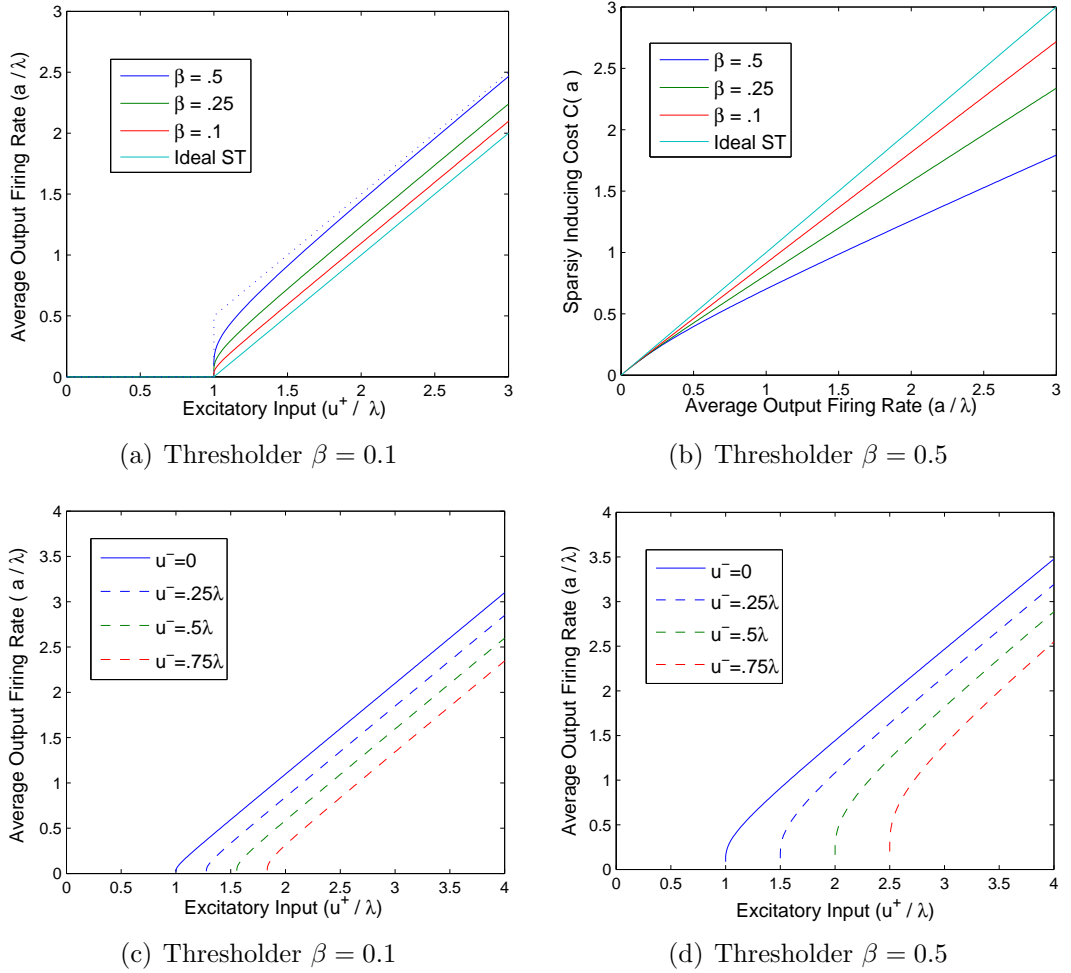 3
2.5
2
1.5
1
0.5
0
Average Output Firing Rate (a / λ)
β = .5
β = .25
β = .1
Ideal ST
0 0.5 1 1.5 2 2.5 3
Excitatory Input (u⁺ / λ)
(a) Thresholder β = 0.1
3
2.5
2
1.5
1
0.5
0
Sparsiy Inducing Cost C( a )
β = .5
β = .25
β = .1
Ideal ST
0 0.5 1 1.5 2 2.5 3
Average Output Firing Rate (a / λ)
(b) Thresholder β = 0.5
4
3.5
3
2.5
2
1.5
1
0.5
0
Average Output Firing Rate ( a / λ)
u⁻=0
u⁻=.25λ
u⁻=.5λ
u⁻=.75λ
0 0.5 1 1.5 2 2.5 3 3.5 4
Excitatory Input (u⁺ / λ)
(c) Thresholder β = 0.1
4
3.5
3
2.5
2
1.5
1
0.5
0
Average Output Firing Rate (a / λ)
u⁻=0
u⁻=.25λ
u⁻=.5λ
u⁻=.75λ
0 0.5 1 1.5 2 2.5 3 3.5 4
Excitatory Input (u⁺ / λ)
(d) Thresholder β = 0.5